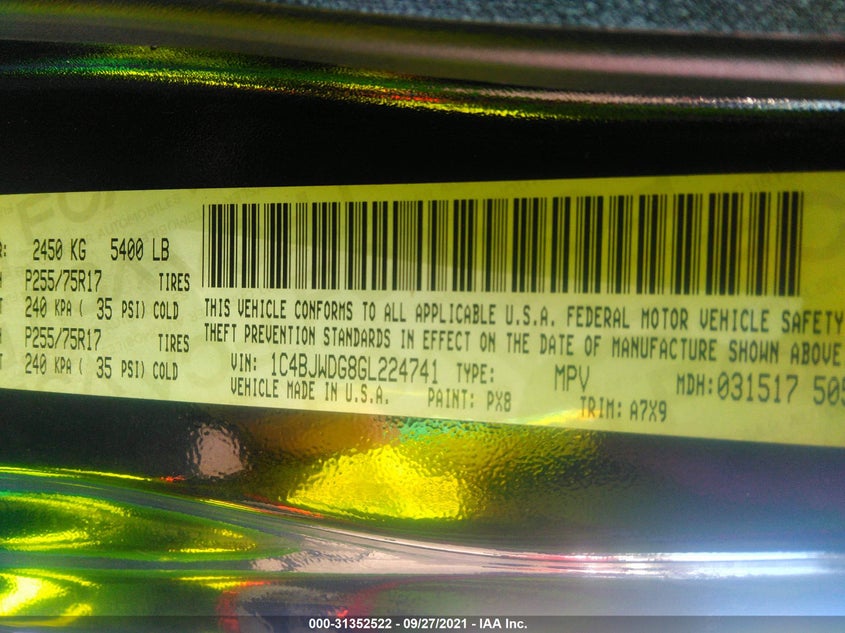 R: 2450 KG 5400 LB
P255/75R17 TIRES
240 KPA ( 35 PSI) COLD
P255/75R17 TIRES
240 KPA ( 35 PSI) COLD
THIS VEHICLE CONFORMS TO ALL APPLICABLE U.S.A. FEDERAL MOTOR VEHICLE SAFETY
THEFT PREVENTION STANDARDS IN EFFECT ON THE DATE OF MANUFACTURE SHOWN ABOVE
VIN: 1C4BJWDG8GL224741 TYPE: MPV MDH: 031517 505
VEHICLE MADE IN U.S.A. PAINT: PX8 TRIM: A7X9
000-31352522 - 09/27/2021 - IAA Inc.